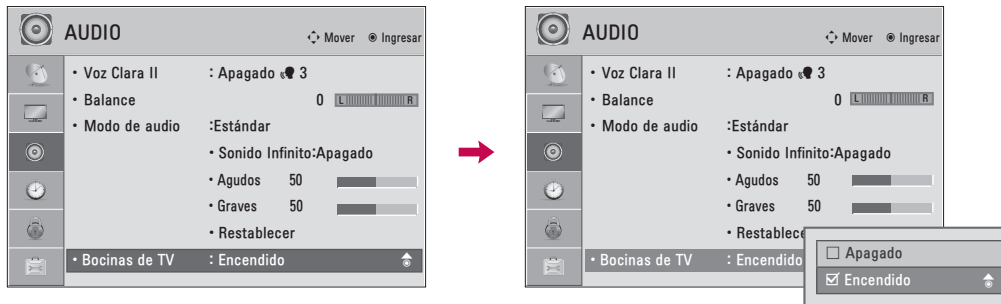 AUDIO
Mover Ingresar
• Voz Clara II : Apagado 3
• Balance 0 L R
• Modo de audio :Estándar
• Sonido Infinito:Apagado
• Agudos 50
• Graves 50
• Restablecer
• Bocinas de TV : Encendido
AUDIO
Mover Ingresar
• Voz Clara II : Apagado 3
• Balance 0 L R
• Modo de audio :Estándar
• Sonido Infinito:Apagado
• Agudos 50
• Graves 50
• Restablece
• Bocinas de TV : Encendido
Apagado
Encendido